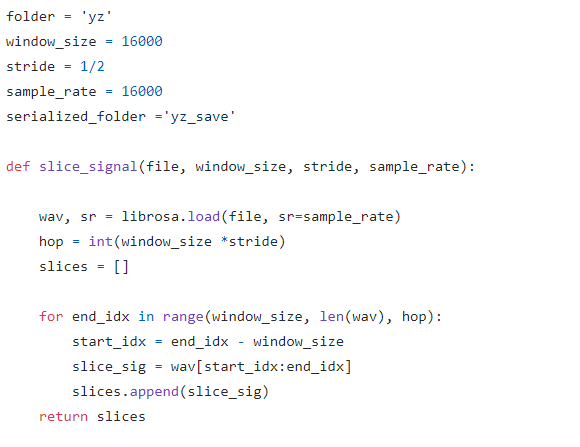 folder = 'yz'
window_size = 16000
stride = 1/2
sample_rate = 16000
serialized_folder ='yz_save'
def slice_signal(file, window_size, stride, sample_rate):
    wav, sr = librosa.load(file, sr=sample_rate)
    hop = int(window_size *stride)
    slices = []
    for end_idx in range(window_size, len(wav), hop):
        start_idx = end_idx - window_size
        slice_sig = wav[start_idx:end_idx]
        slices.append(slice_sig)
    return slices